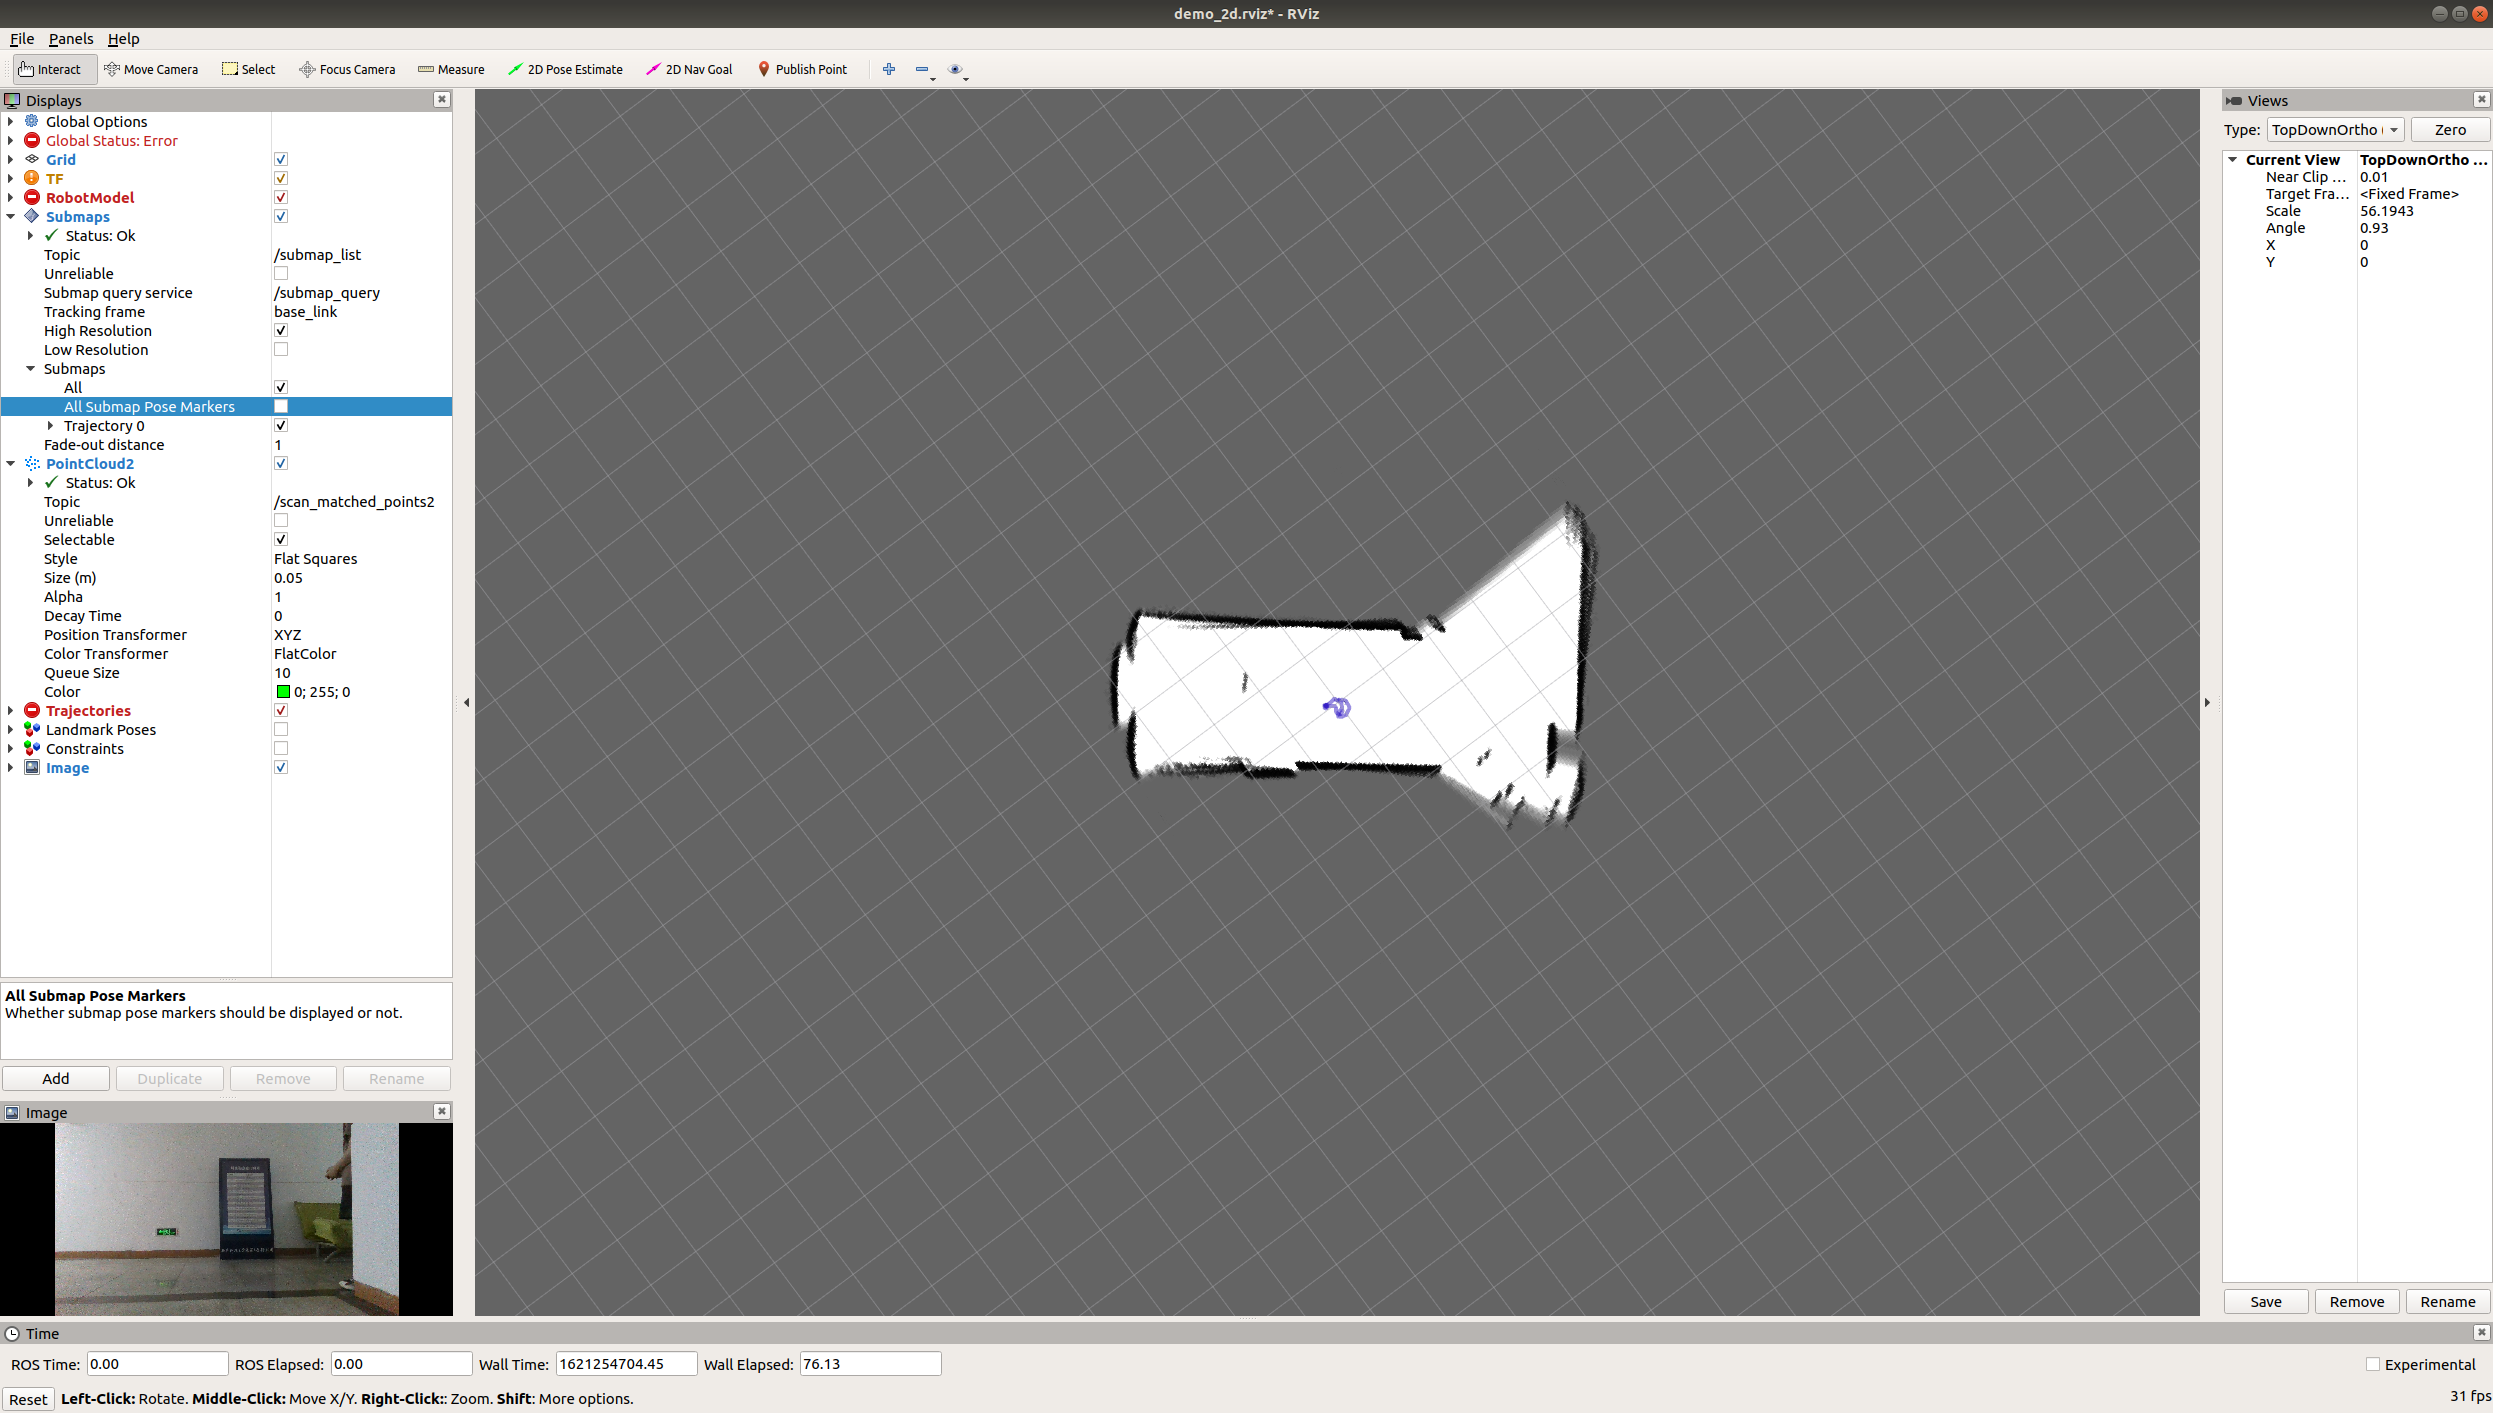 demo_2d.rviz* - RViz
File Panels Help
Interact Move Camera Select Focus Camera Measure 2D Pose Estimate 2D Nav Goal Publish Point
Displays
Global Options
Global Status: Error
Grid
TF
RobotModel
Submaps
Status: Ok
Topic /submap_list
Unreliable
Submap query service /submap_query
Tracking frame base_link
High Resolution
Low Resolution
Submaps
All
All Submap Pose Markers
Trajectory 0
Fade-out distance 1
PointCloud2
Status: Ok
Topic /scan_matched_points2
Unreliable
Selectable
Style Flat Squares
Size (m) 0.05
Alpha 1
Decay Time 0
Position Transformer XYZ
Color Transformer FlatColor
Queue Size 10
Color 0; 255; 0
Trajectories
Landmark Poses
Constraints
Image
All Submap Pose Markers
Whether submap pose markers should be displayed or not.
Add Duplicate Remove Rename
Image
Views
Type: TopDownOrtho ( Zero
Current View TopDownOrtho ...
Near Clip ... 0.01
Target Fra... <Fixed Frame>
Scale 56.1943
Angle 0.93
X 0
Y 0
Save Remove Rename
Time
ROS Time: 0.00 ROS Elapsed: 0.00 Wall Time: 1621254704.45 Wall Elapsed: 76.13 Experimental
Reset Left-Click: Rotate. Middle-Click: Move X/Y. Right-Click:: Zoom. Shift: More options. 31 fps